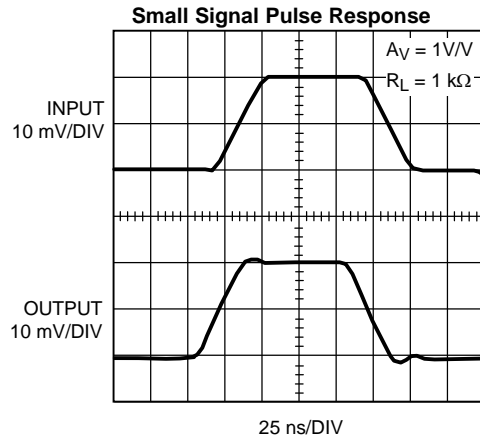 Small Signal Pulse Response
A_V = 1V/V
R_L = 1 kΩ
INPUT
10 mV/DIV
OUTPUT
10 mV/DIV
25 ns/DIV